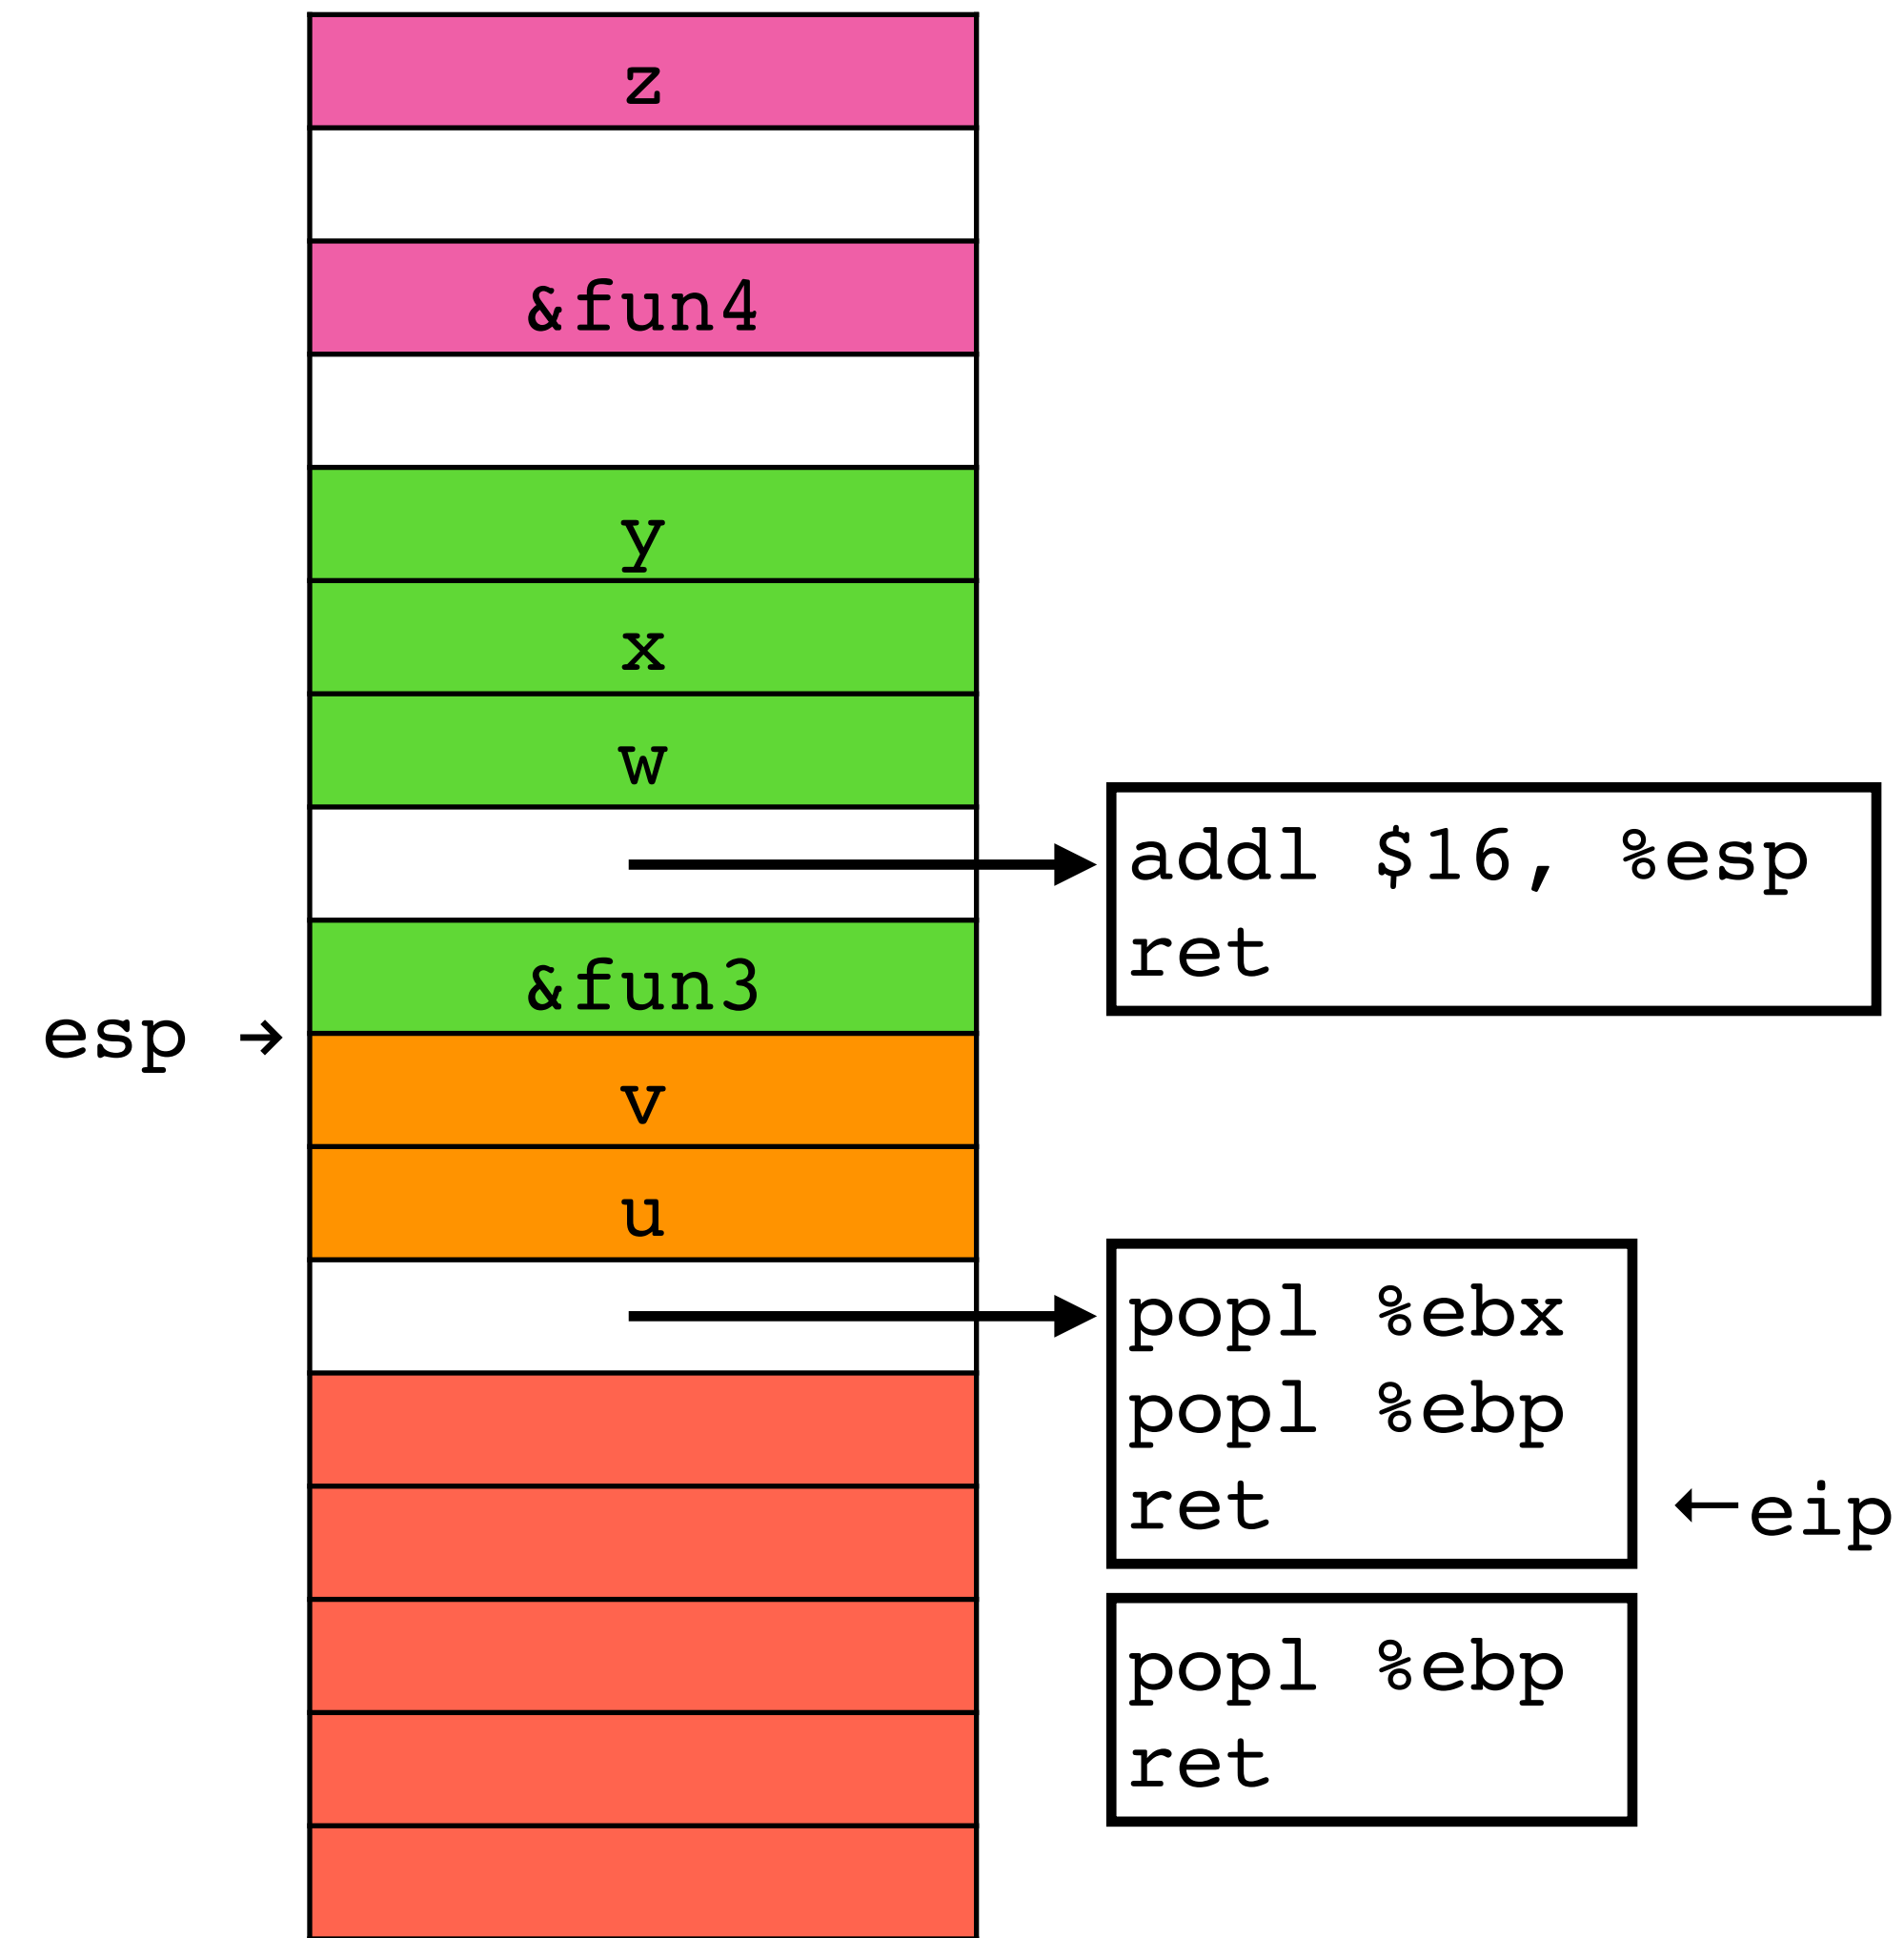 z
&fun4
y
x
w
addl $16, %esp
ret
&fun3
esp →
v
u
popl %ebx
popl %ebp
ret
←eip
popl %ebp
ret